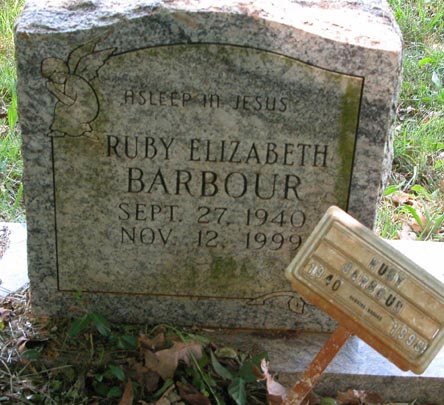 ASLEEP IN JESUS
RUBY ELIZABETH
BARBOUR
SEPT. 27, 1940
NOV. 12, 1999
RUBY
BARBOUR
1940 1999